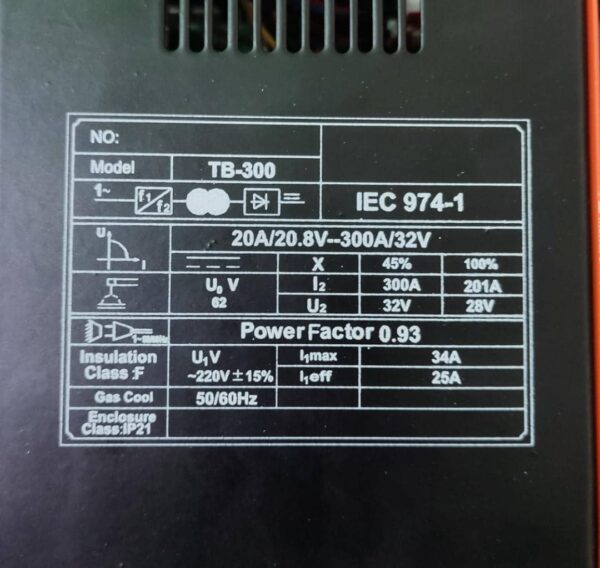 NO:
Model TB-300
1~ f1/f2 IEC 974-1
U I 20A/20.8V--300A/32V
X 45% 100%
U₀ V I₂ 300A 201A
62 U₂ 32V 28V
Power Factor 0.93
Insulation U₁V I₁max 34A
Class:F ~220V±15% I₁eff 25A
Gas Cool 50/60Hz
Enclosure
Class:IP21